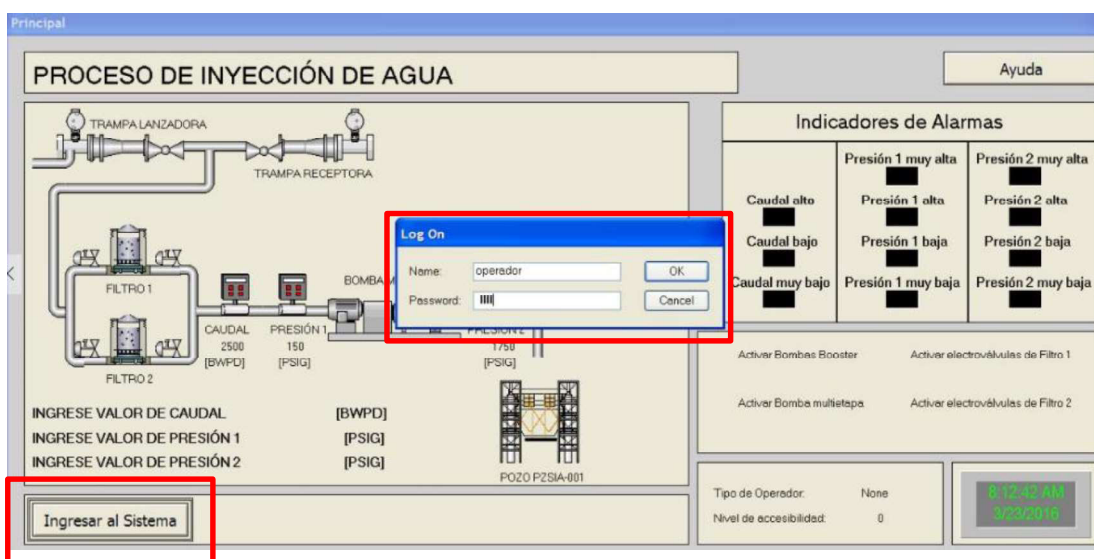 Principal
PROCESO DE INYECCIÓN DE AGUA
Ayuda
TRAMPA LANZADORA
TRAMPA RECEPTORA
FILTRO 1
FILTRO 2
CAUDAL
2500
[BWPD]
PRESIÓN 1
150
[PSIG]
BOMBA
1750
[PSIG]
POZO PZSIA-001
Log On
Name: operador
Password:
OK
Cancel
INGRESE VALOR DE CAUDAL [BWPD]
INGRESE VALOR DE PRESIÓN 1 [PSIG]
INGRESE VALOR DE PRESIÓN 2 [PSIG]
Ingresar al Sistema
Indicadores de Alarmas
Presión 1 muy alta Presión 2 muy alta
Caudal alto Presión 1 alta Presión 2 alta
Caudal bajo Presión 1 baja Presión 2 baja
Caudal muy bajo Presión 1 muy baja Presión 2 muy baja
Activar Bombas Booster Activar electroválvulas de Filtro 1
Activar Bomba multietapa Activar electroválvulas de Filtro 2
Tipo de Operador: None
Nivel de accesibilidad: 0
8:12:42 AM
3/23/2016